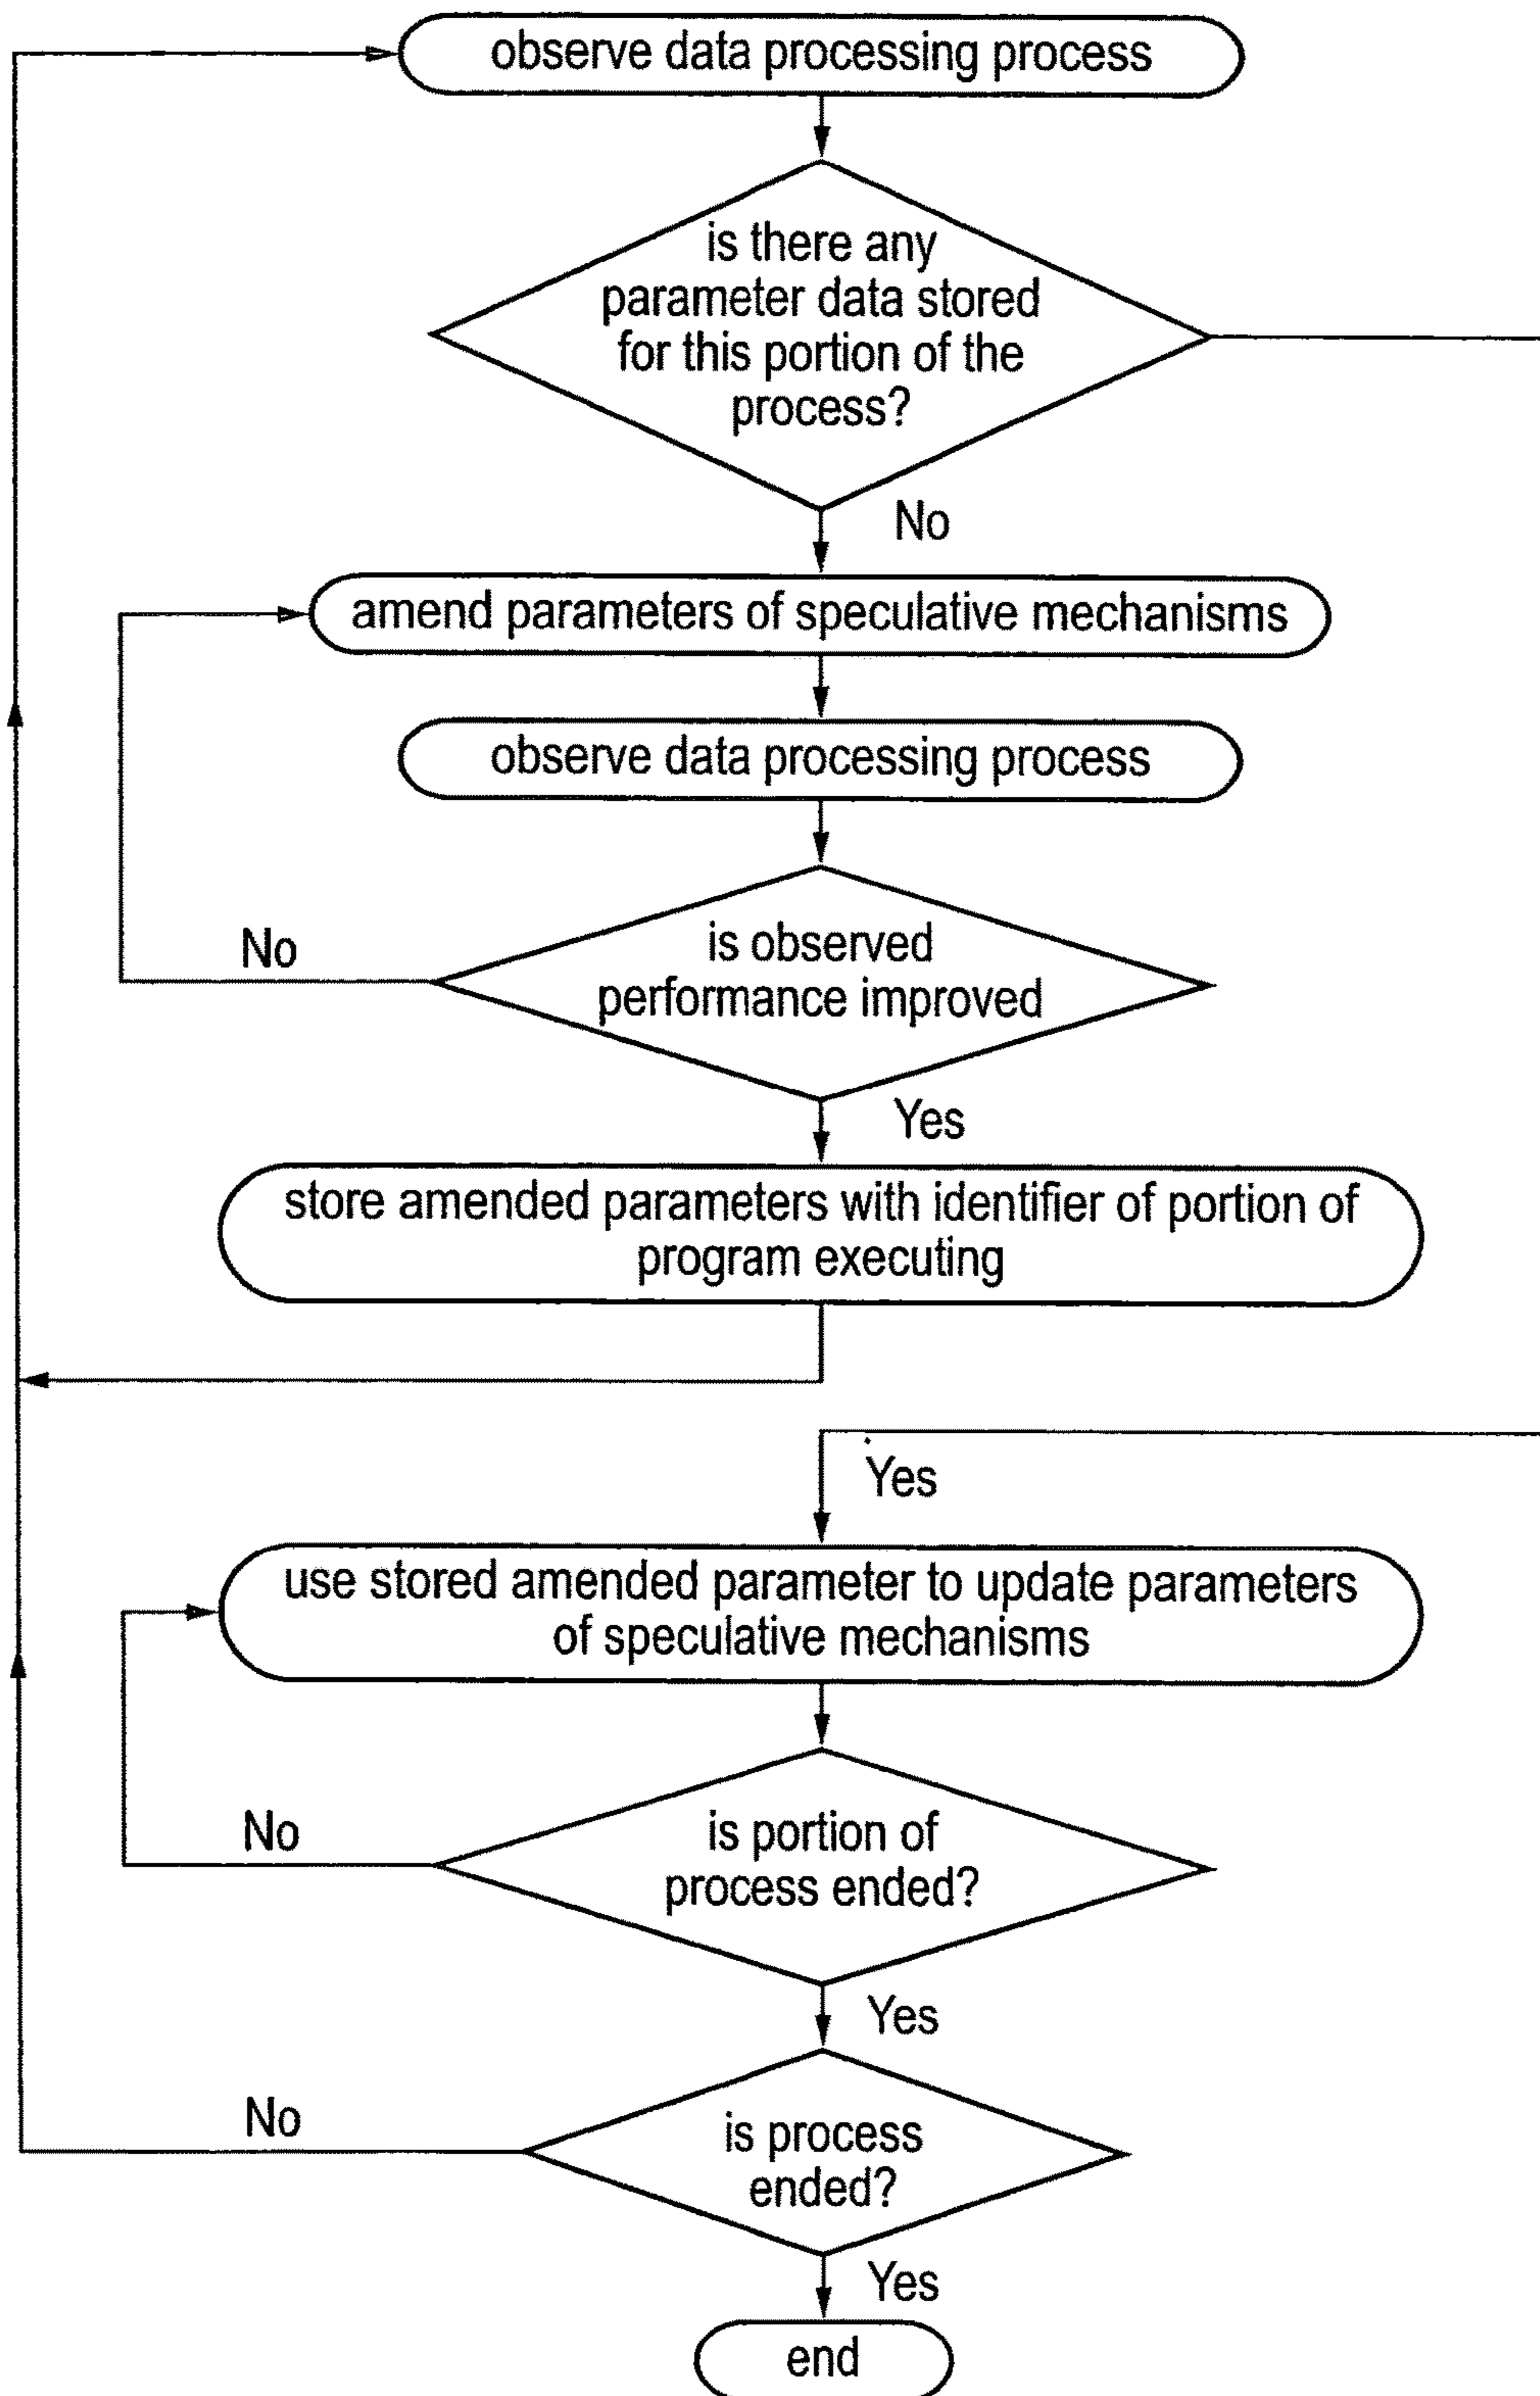 observe data processing process
is there any
parameter data stored
for this portion of the
process?
No
amend parameters of speculative mechanisms
observe data processing process
is observed
performance improved
No
Yes
store amended parameters with identifier of portion of
program executing
Yes
use stored amended parameter to update parameters
of speculative mechanisms
is portion of
process ended?
No
Yes
is process
ended?
No
Yes
end